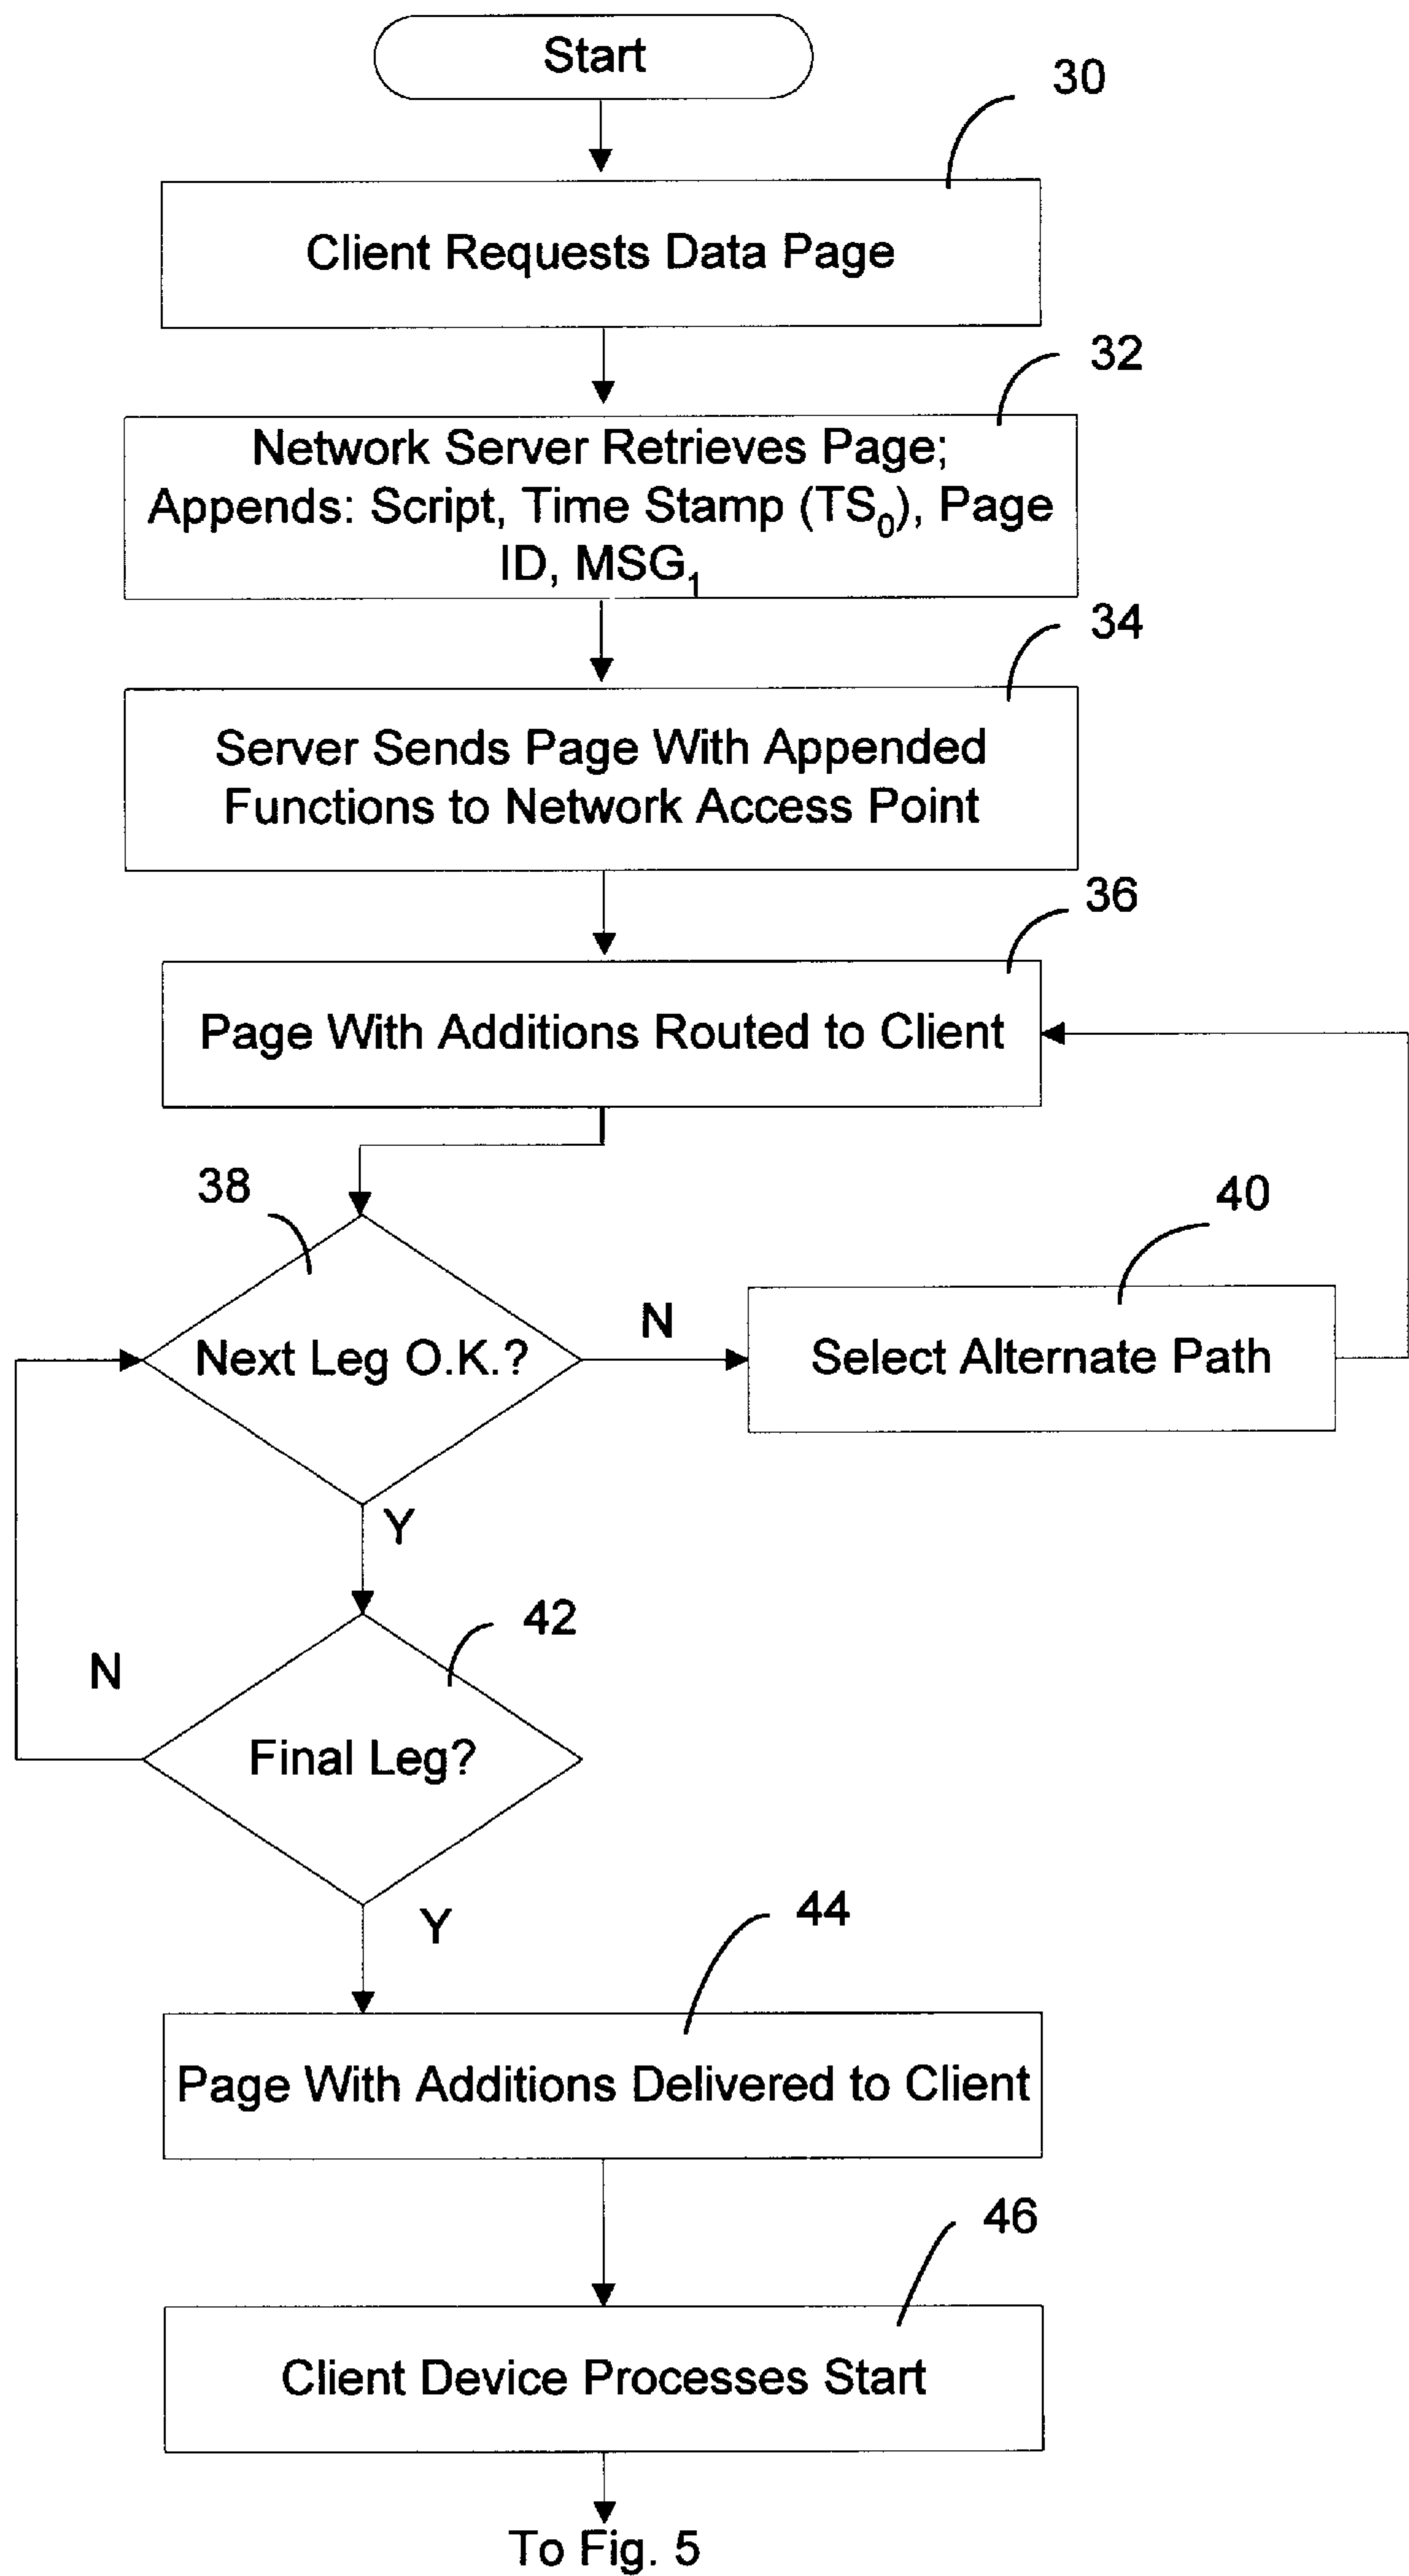 Start
30
Client Requests Data Page
32
Network Server Retrieves Page;
Appends: Script, Time Stamp (TS₀), Page
ID, MSG₁
34
Server Sends Page With Appended
Functions to Network Access Point
36
Page With Additions Routed to Client
38
40
Next Leg O.K.?
N
Select Alternate Path
Y
42
N
Final Leg?
Y
44
Page With Additions Delivered to Client
46
Client Device Processes Start
To Fig. 5